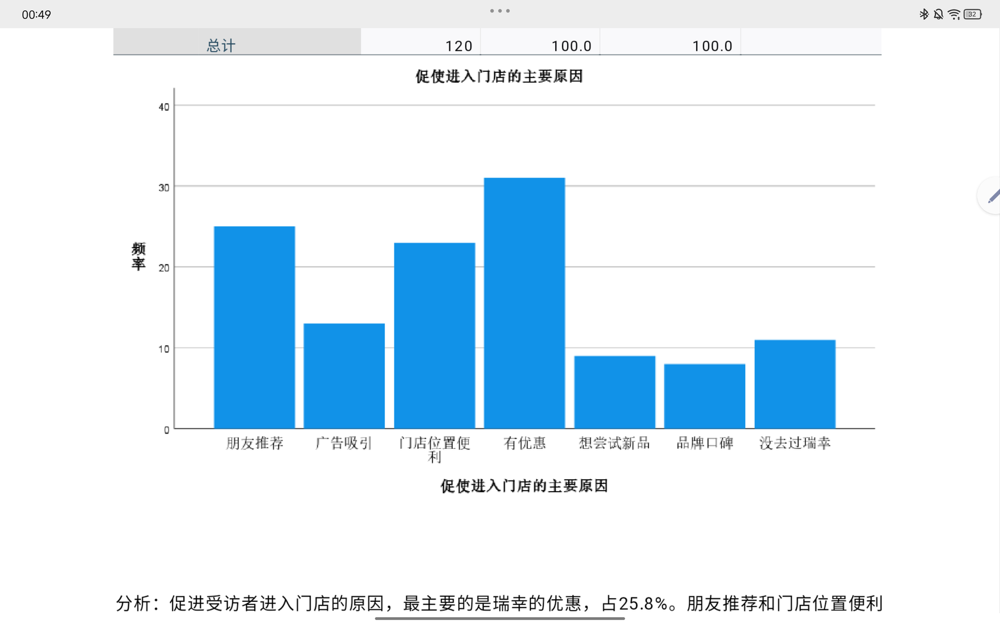 00:49
32
总计 120 100.0 100.0
促使进入门店的主要原因
40
30
20
10
0
频率
朋友推荐 广告吸引 门店位置便利 有优惠 想尝试新品 品牌口碑 没去过瑞幸
促使进入门店的主要原因
分析：促进受访者进入门店的原因，最主要的是瑞幸的优惠，占25.8%。朋友推荐和门店位置便利